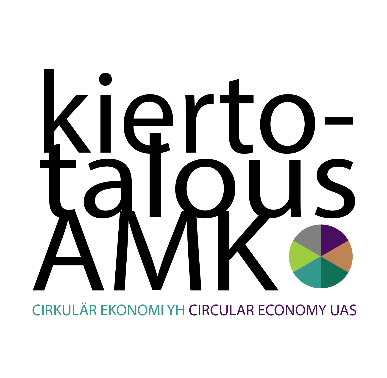 kierto-
talous
AMK
CIRKULÄR EKONOMI YH CIRCULAR ECONOMY UAS